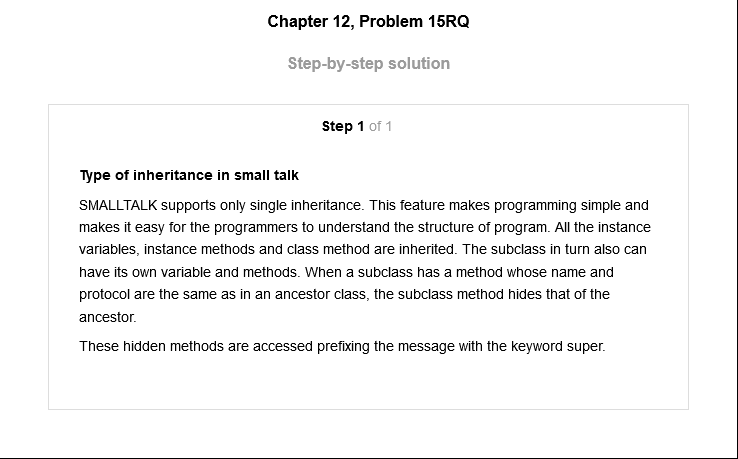 Chapter 12, Problem 15RQ
Step-by-step solution
Step 1 of 1
Type of inheritance in small talk
SMALLTALK supports only single inheritance. This feature makes programming simple and
makes it easy for the programmers to understand the structure of program. All the instance
variables, instance methods and class method are inherited. The subclass in turn also can
have its own variable and methods. When a subclass has a method whose name and
protocol are the same as in an ancestor class, the subclass method hides that of the
ancestor.
These hidden methods are accessed prefixing the message with the keyword super.